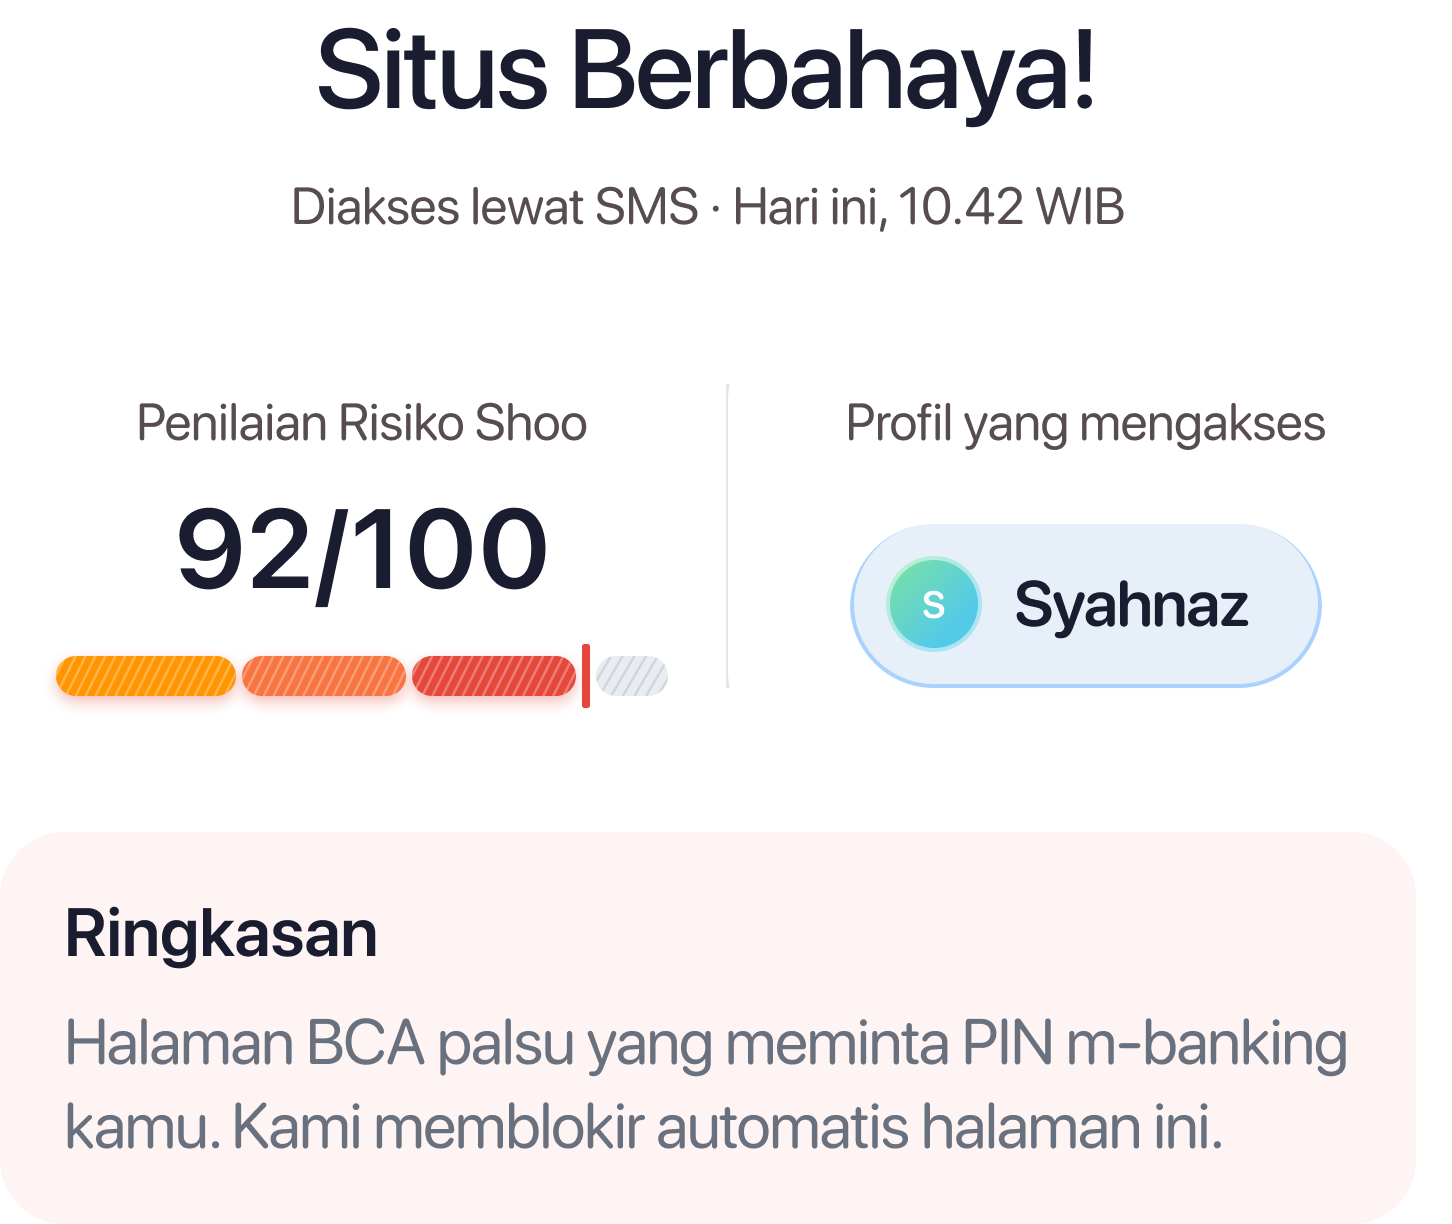 Situs Berbahaya!
Diakses lewat SMS · Hari ini, 10.42 WIB
Penilaian Risiko Shoo
92/100
Profil yang mengakses
S
Syahnaz
Ringkasan
Halaman BCA palsu yang meminta PIN m-banking
kamu. Kami memblokir automatis halaman ini.